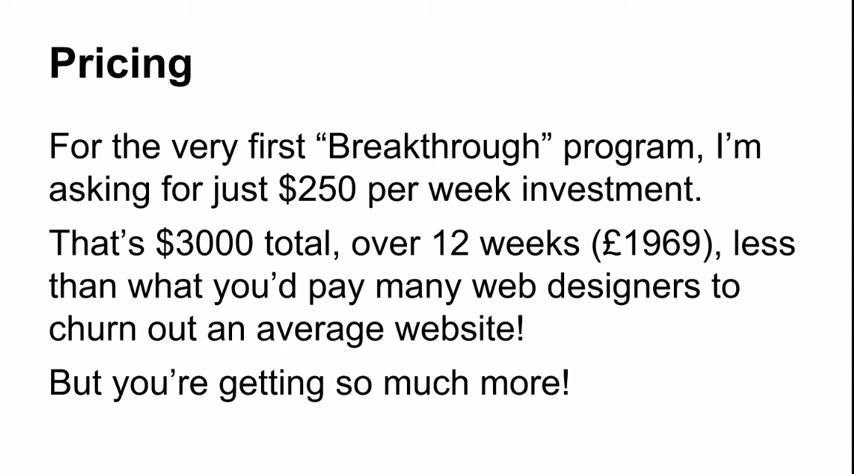 Pricing
For the very first “Breakthrough” program, I’m
asking for just $250 per week investment.
That’s $3000 total, over 12 weeks (£1969), less
than what you’d pay many web designers to
churn out an average website!
But you’re getting so much more!